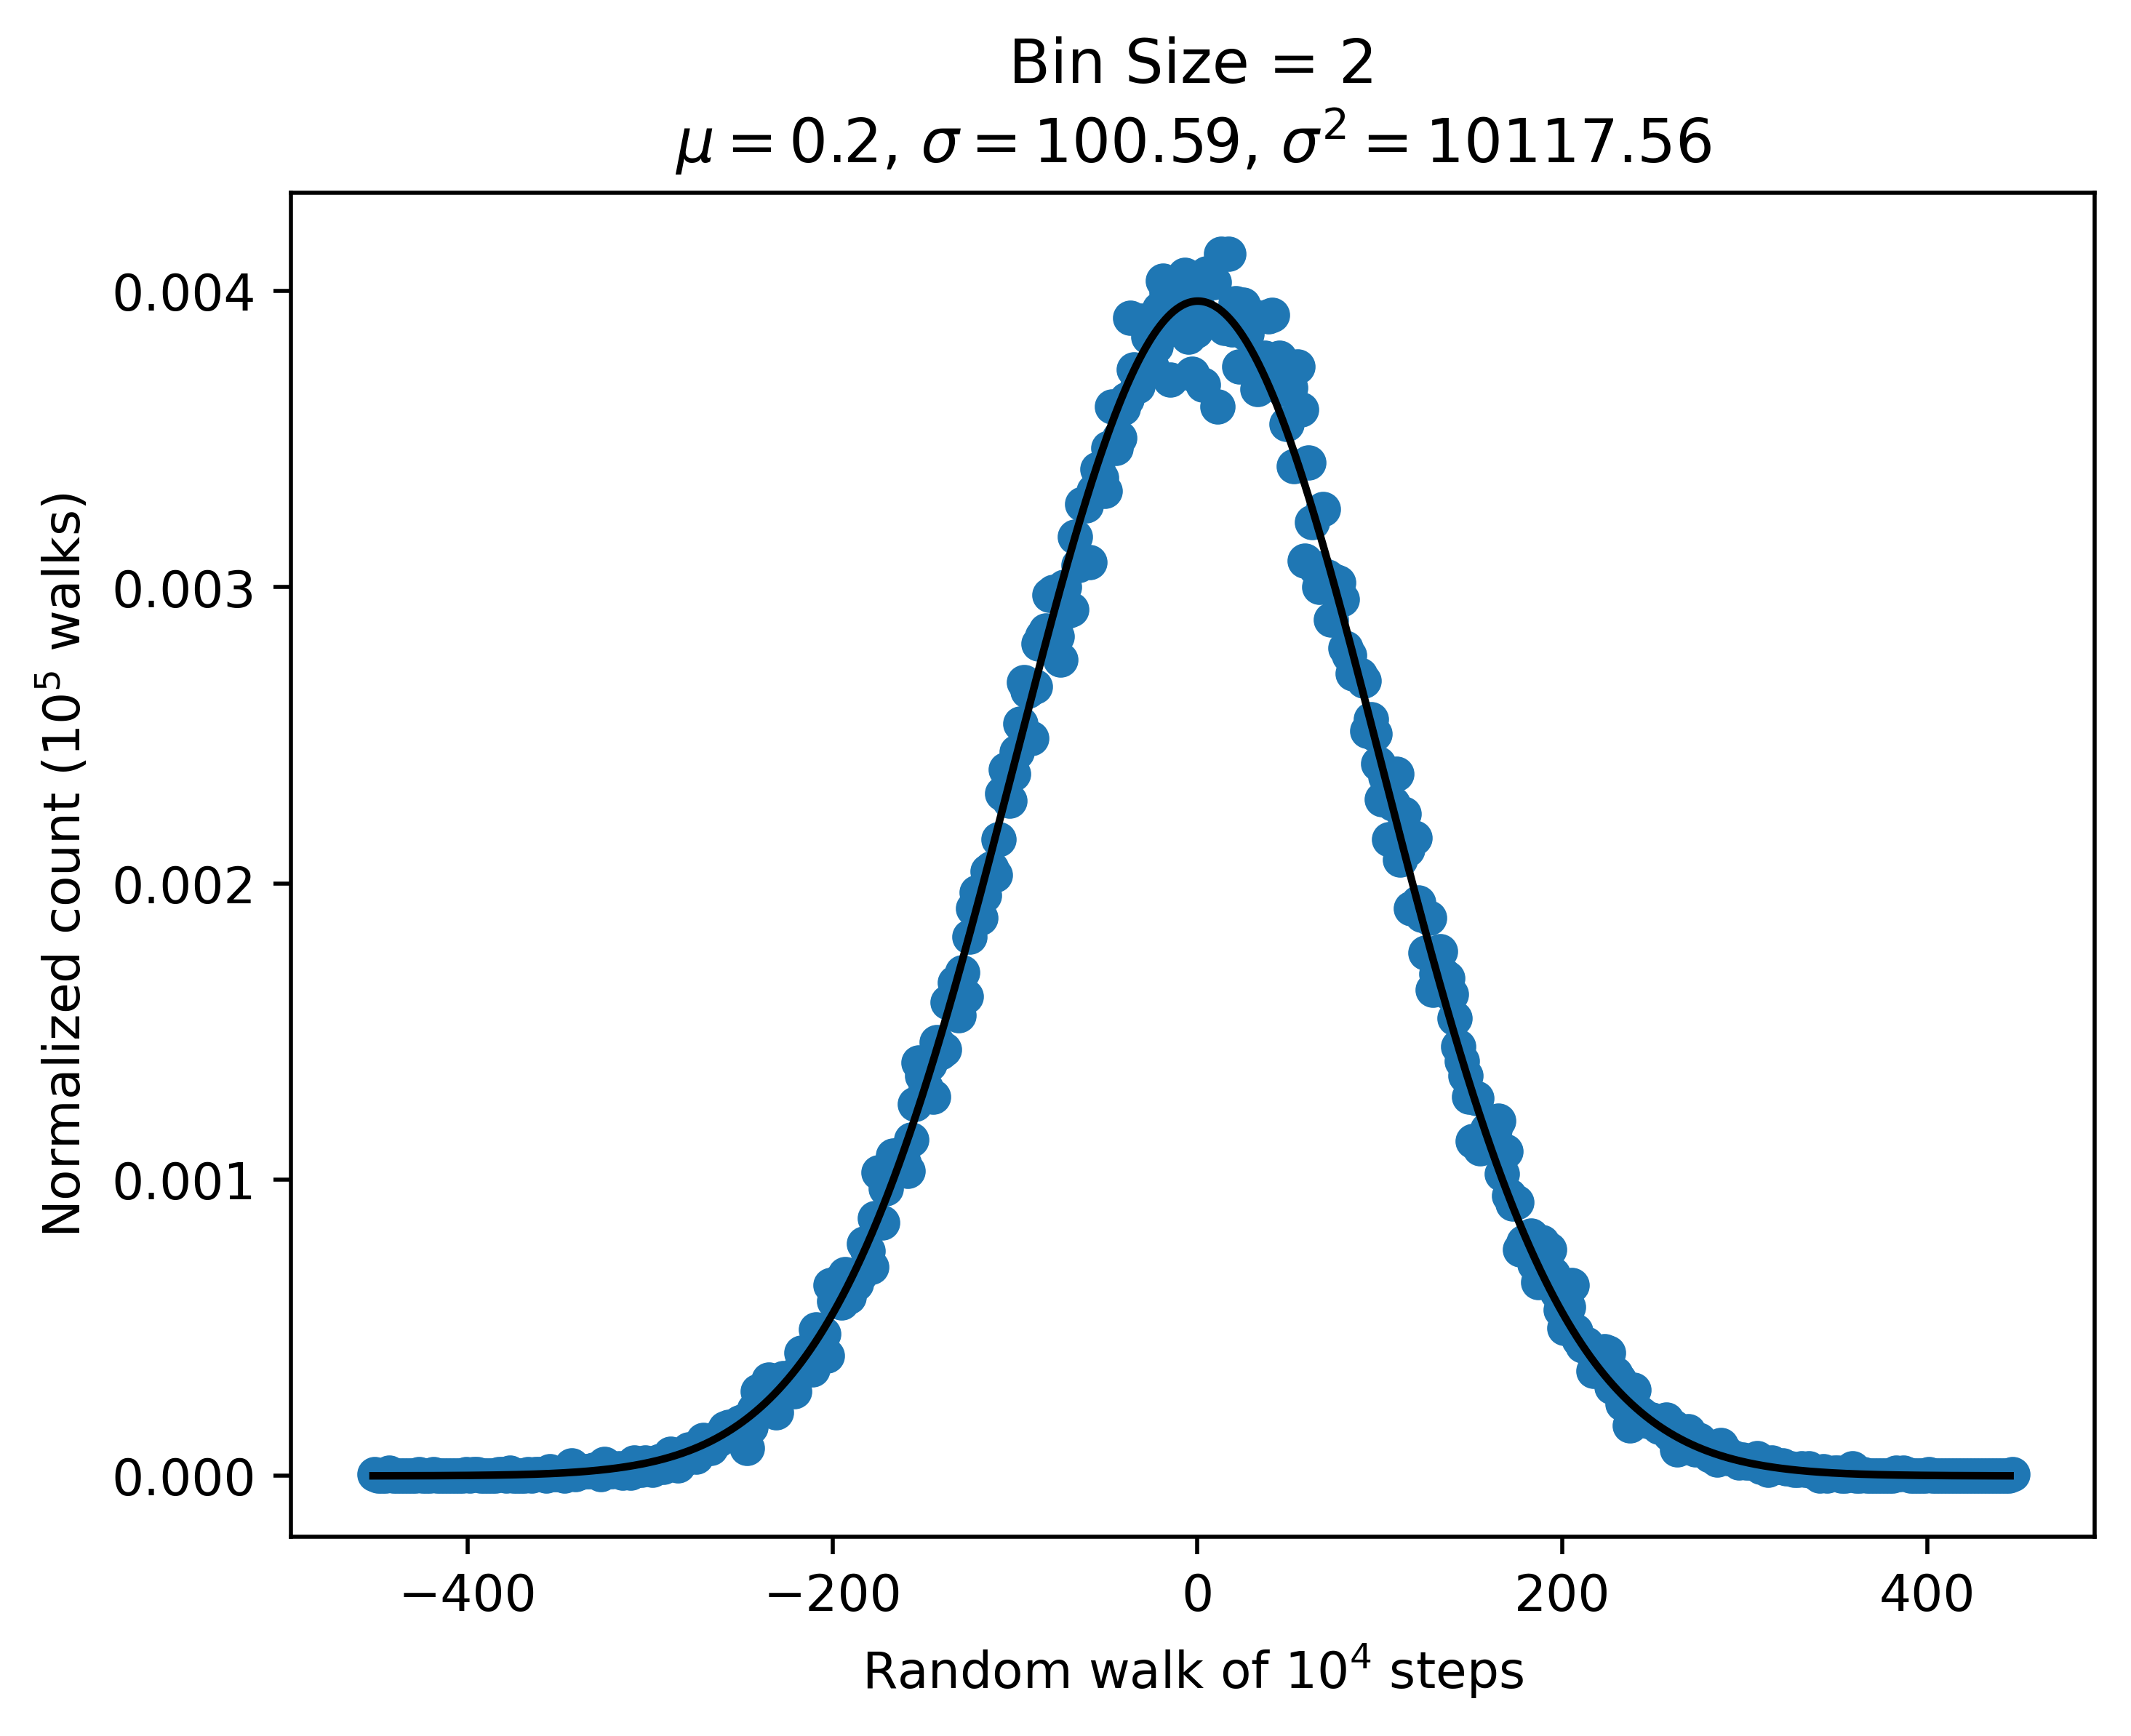 Bin Size = 2
μ = 0.2, σ = 100.59, σ² = 10117.56
Normalized count (10⁵ walks)
0.004
0.003
0.002
0.001
0.000
−400 −200 0 200 400
Random walk of 10⁴ steps